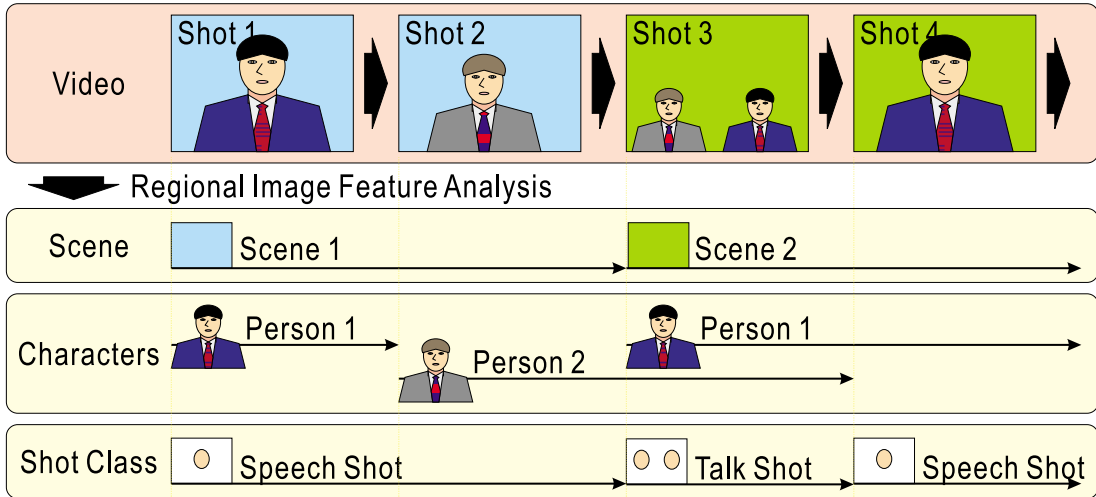 Shot 1
Shot 2
Shot 3
Shot 4
Video
Regional Image Feature Analysis
Scene
Scene 1
Scene 2
Characters
Person 1
Person 2
Person 1
Shot Class
Speech Shot
Talk Shot
Speech Shot